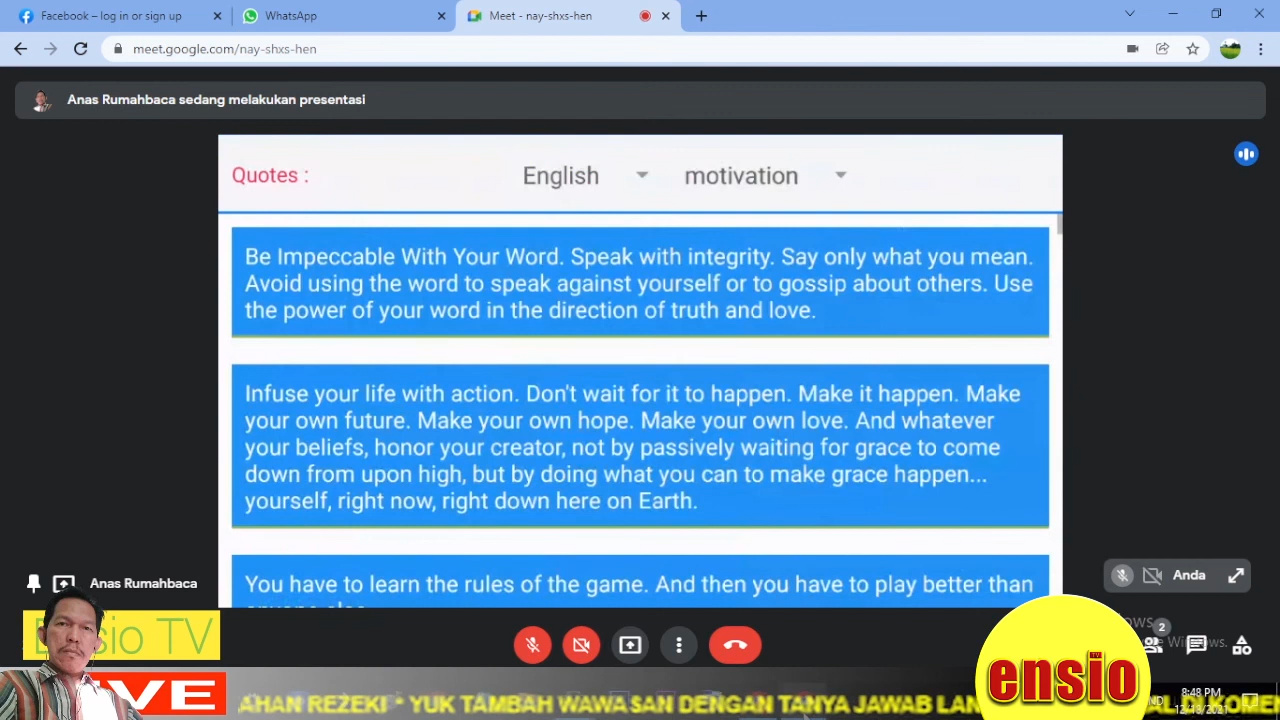 Facebook – log in or sign up
WhatsApp
Meet - nay-shxs-hen
meet.google.com/nay-shxs-hen
Anas Rumahbaca sedang melakukan presentasi
Quotes :
English
motivation
Be Impeccable With Your Word. Speak with integrity. Say only what you mean.
Avoid using the word to speak against yourself or to gossip about others. Use
the power of your word in the direction of truth and love.
Infuse your life with action. Don't wait for it to happen. Make it happen. Make
your own future. Make your own hope. Make your own love. And whatever
your beliefs, honor your creator, not by passively waiting for grace to come
down from upon high, but by doing what you can to make grace happen...
yourself, right now, right down here on Earth.
You have to learn the rules of the game. And then you have to play better than
Anas Rumahbaca
Anda
2
Windows.
sio TV
VE
AHAN REZEKI * YUK TAMBAH WAWASAN DENGAN TANYA JAWAB LAN
ensio
TV
8:48 PM
12/13/2021